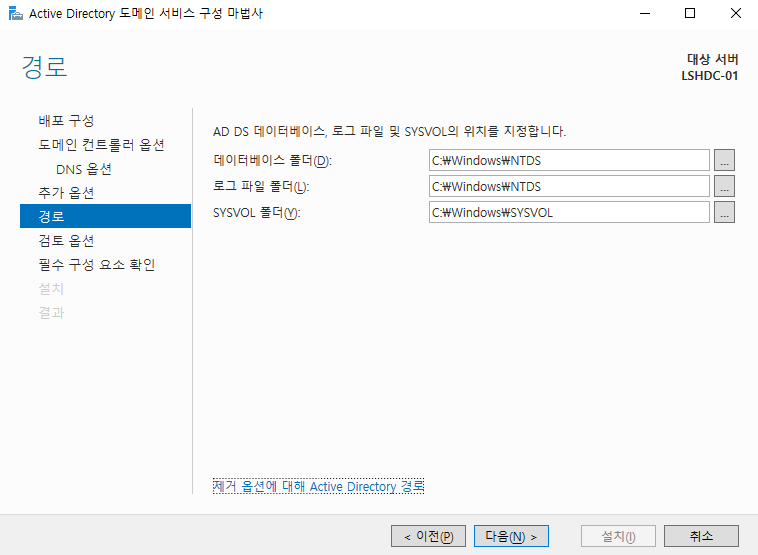 Active Directory 도메인 서비스 구성 마법사
경로
대상 서버
LSHDC-01
배포 구성
도메인 컨트롤러 옵션
DNS 옵션
추가 옵션
경로
검토 옵션
필수 구성 요소 확인
설치
결과
AD DS 데이터베이스, 로그 파일 및 SYSVOL의 위치를 지정합니다.
데이터베이스 폴더(D): C:₩Windows₩NTDS ...
로그 파일 폴더(L): C:₩Windows₩NTDS ...
SYSVOL 폴더(Y): C:₩Windows₩SYSVOL ...
제거 옵션에 대해 Active Directory 경로
< 이전(P) 다음(N) > 설치(I) 취소